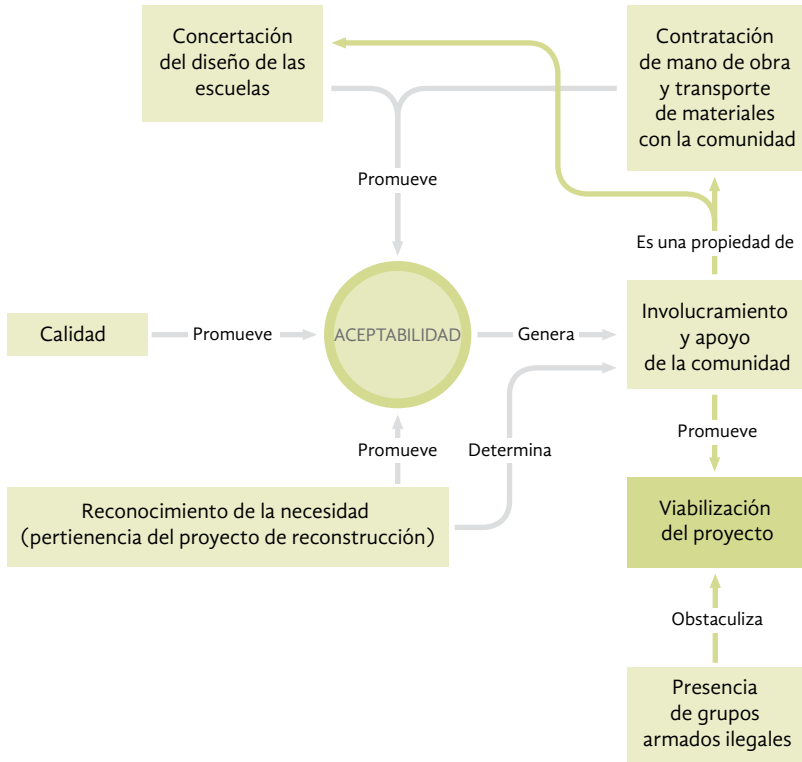 Concertación
del diseño de las
escuelas
Contratación
de mano de obra
y transporte
de materiales
con la comunidad
Promueve
Es una propiedad de
Calidad
Promueve
ACEPTABILIDAD
Genera
Involucramiento
y apoyo
de la comunidad
Promueve
Determina
Promueve
Reconocimiento de la necesidad
(pertienencia del proyecto de reconstrucción)
Viabilización
del proyecto
Obstaculiza
Presencia
de grupos
armados ilegales